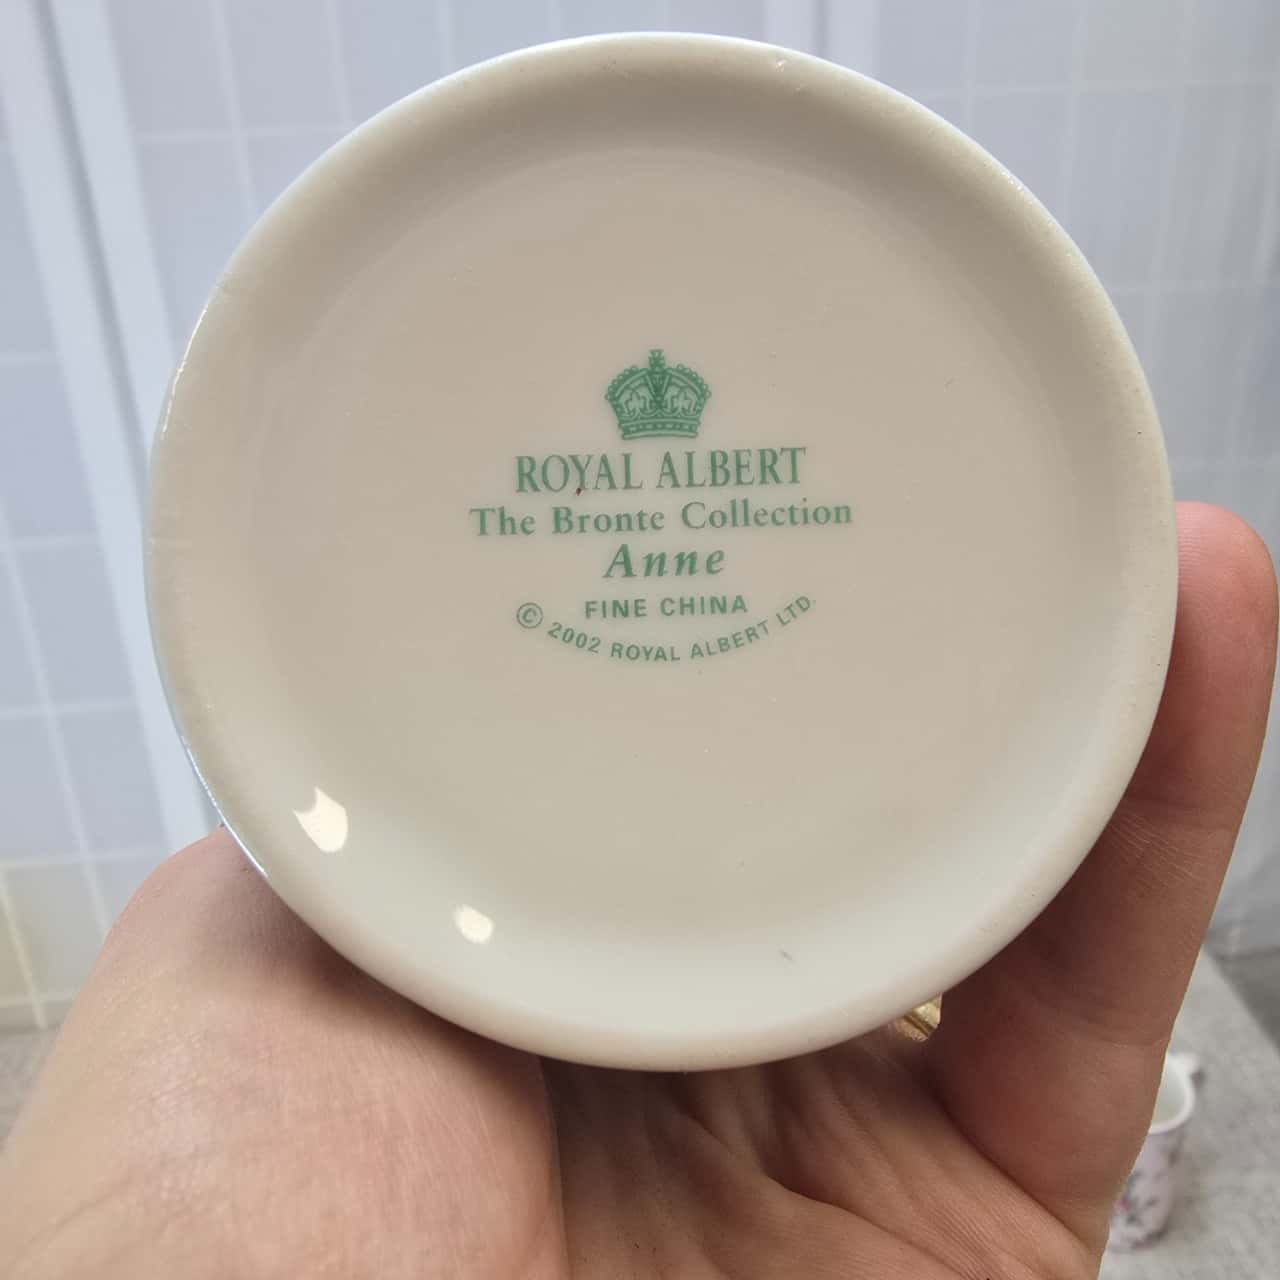 ROYAL ALBERT
The Bronte Collection
Anne
FINE CHINA
© 2002 ROYAL ALBERT LTD.